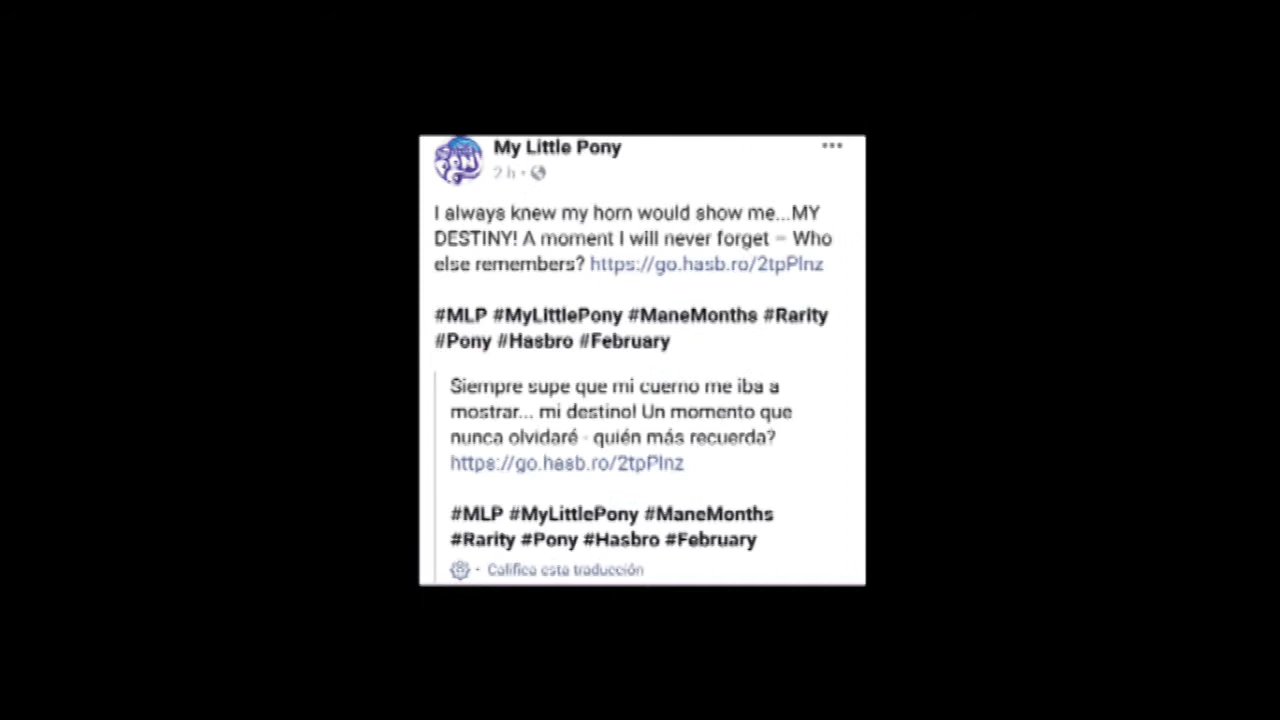 My Little Pony
2 h ·
I always knew my horn would show me...MY
DESTINY! A moment I will never forget – Who
else remembers? https://go.hasb.ro/2tpPlnz
#MLP #MyLittlePony #ManeMonths #Rarity
#Pony #Hasbro #February
Siempre supe que mi cuerno me iba a
mostrar... mi destino! Un momento que
nunca olvidaré - quién más recuerda?
https://go.hasb.ro/2tpPlnz
#MLP #MyLittlePony #ManeMonths
#Rarity #Pony #Hasbro #February
· Califica esta traducción